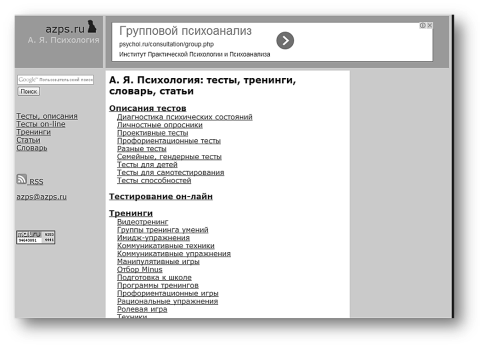 azps.ru
А. Я. Психология
Групповой психоанализ
psychol.ru/consultation/group.php
Институт Практической Психологии и Психоанализа
Google™ Пользовательский поиск
Поиск
Тесты, описания
Тесты on-line
Тренинги
Статьи
Словарь
RSS
azps@azps.ru
А. Я. Психология: тесты, тренинги,
словарь, статьи
Описания тестов
Диагностика психических состояний
Личностные опросники
Проективные тесты
Профориентационные тесты
Разные тесты
Семейные, гендерные тесты
Тесты для детей
Тесты для самотестирования
Тесты способностей
Тестирование он-лайн
Тренинги
Видеотренинг
Группы тренинга умений
Имидж-упражнения
Коммуникативные техники
Коммуникативные упражнения
Манипулятивные игры
Отбор Minus
Подготовка к школе
Программы тренингов
Профориентационные игры
Рациональные упражнения
Ролевая игра
Техники